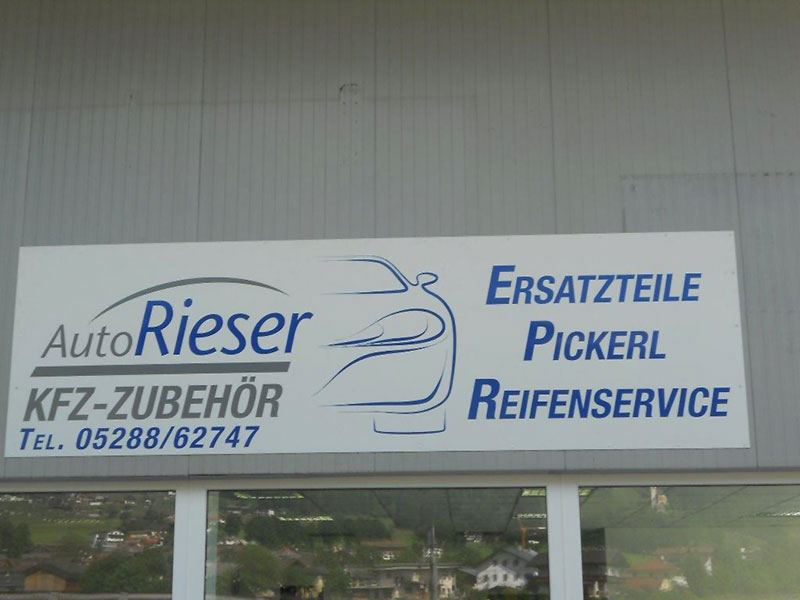 AutoRieser
KFZ-ZUBEHÖR
TEL. 05288/62747
ERSATZTEILE
PICKERL
REIFENSERVICE